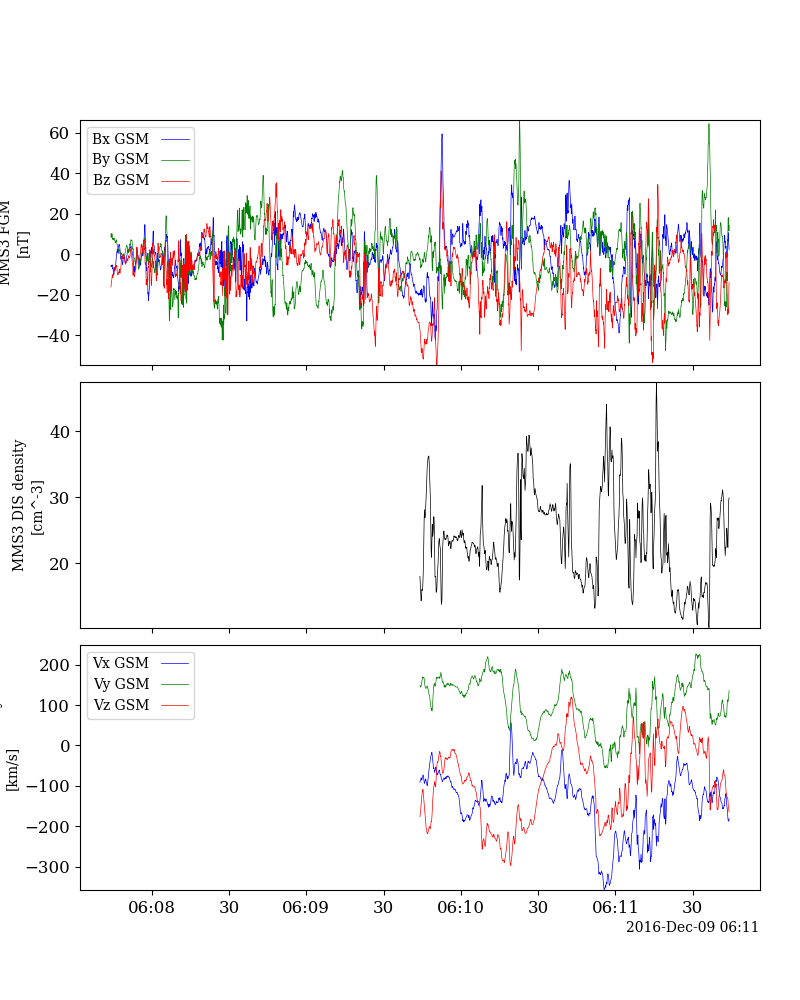 Bx GSM
By GSM
Bz GSM
60
40
20
0
−20
−40
MMS3 FGM
[nT]
40
30
20
MMS3 DIS density
[cm^-3]
Vx GSM
Vy GSM
Vz GSM
200
100
0
−100
−200
−300
[km/s]
06:08
30
06:09
30
06:10
30
06:11
30
2016-Dec-09 06:11